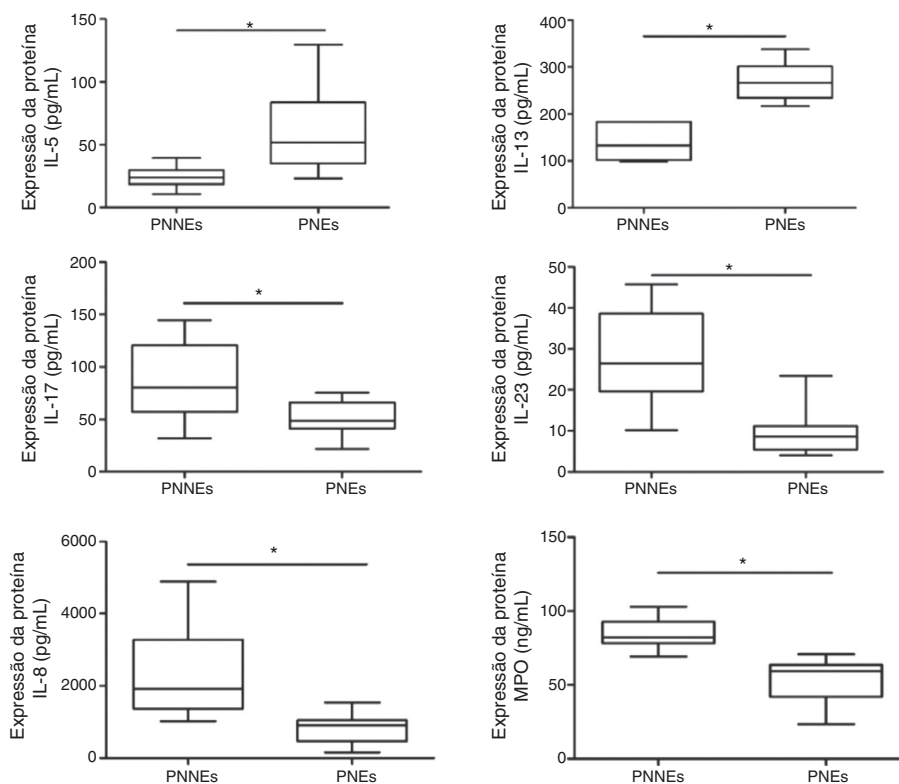 Expressão da proteína
IL-5 (pg/mL)
150
100
50
0
*
PNNEs
PNEs
Expressão da proteína
IL-13 (pg/mL)
400
300
200
100
0
*
PNNEs
PNEs
Expressão da proteína
IL-17 (pg/mL)
200
150
100
50
0
*
PNNEs
PNEs
Expressão da proteína
IL-23 (pg/mL)
50
40
30
20
10
0
*
PNNEs
PNEs
Expressão da proteína
IL-8 (pg/mL)
6000
4000
2000
0
*
PNNEs
PNEs
Expressão da proteína
MPO (ng/mL)
150
100
50
0
*
PNNEs
PNEs